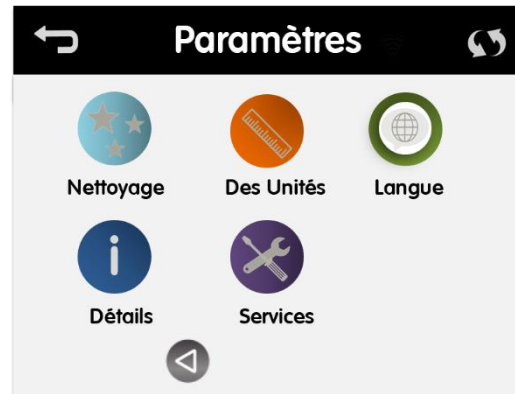 Paramètres
Nettoyage
Des Unités
Langue
Détails
Services